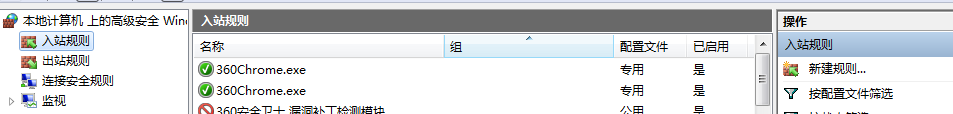 本地计算机 上的高级安全 Wind
入站规则
出站规则
连接安全规则
监视
入站规则
名称 组 配置文件 已启用
360Chrome.exe 专用 是
360Chrome.exe 专用 是
360安全卫士 漏洞补丁检测模块 公用 是
操作
入站规则
新建规则...
按配置文件筛选